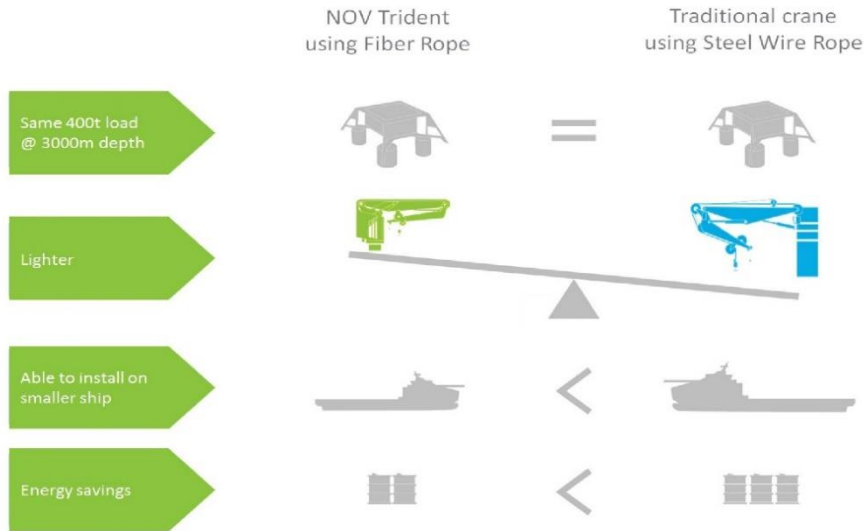 NOV Trident
using Fiber Rope
Traditional crane
using Steel Wire Rope
Same 400t load
@ 3000m depth
Lighter
Able to install on
smaller ship
Energy savings